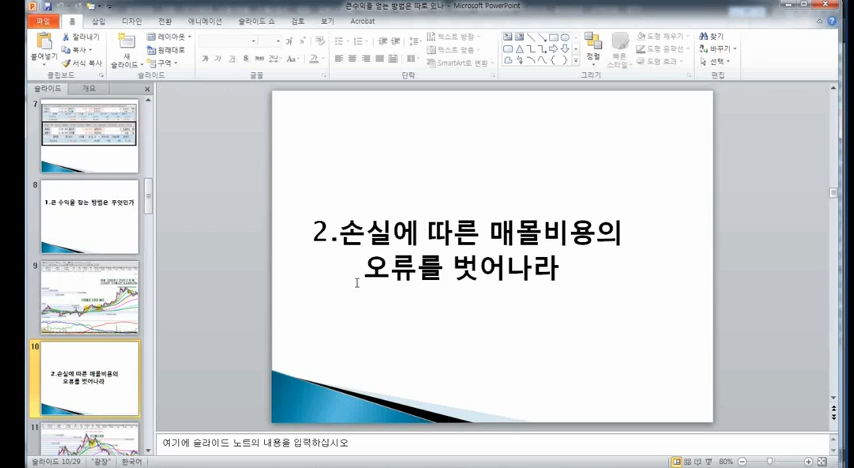 큰수익을 얻는 방법은 따로 있나 - Microsoft PowerPoint
파일 홈 삽입 디자인 전환 애니메이션 슬라이드 쇼 검토 보기 Acrobat
붙여넣기
잘라내기
복사
서식 복사
클립보드
새 슬라이드
레이아웃
원래대로
구역
슬라이드
글꼴
텍스트 방향
텍스트 맞춤
SmartArt로 변환
단락
정렬
빠른 스타일
도형 채우기
도형 윤곽선
도형 효과
그리기
찾기
바꾸기
선택
편집
슬라이드 개요
7
8
1.큰 수익을 잡는 방법은 무엇인가
9
10
2.손실에 따른 매몰비용의
오류를 벗어나라
11
2.손실에 따른 매몰비용의
오류를 벗어나라
여기에 슬라이드 노트의 내용을 입력하십시오
슬라이드 10/29 "광장" 한국어 80%